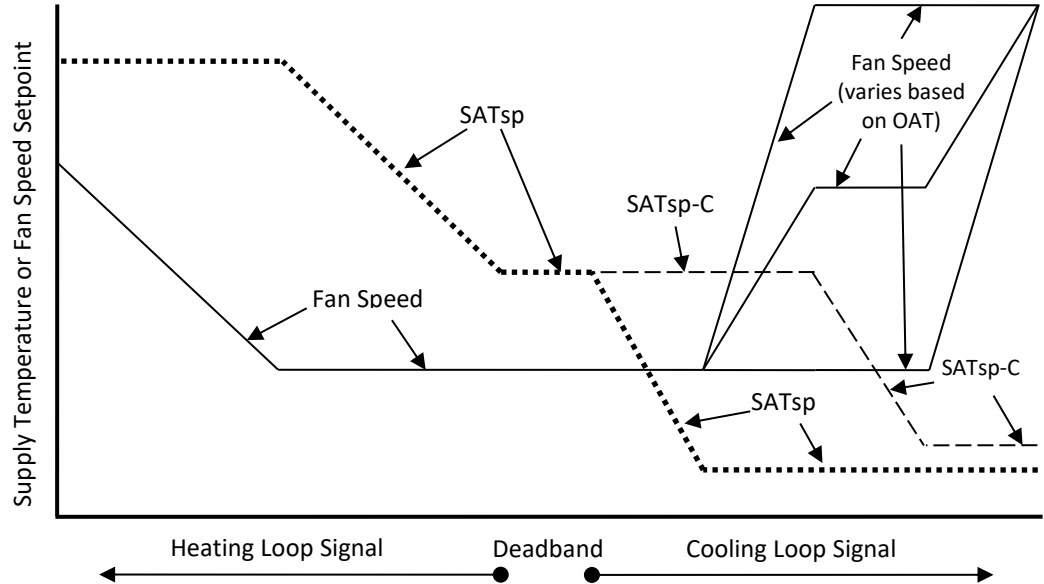 Supply Temperature or Fan Speed Setpoint
SATsp
Fan Speed
(varies based
on OAT)
SATsp-C
Fan Speed
SATsp-C
SATsp
Heating Loop Signal
Deadband
Cooling Loop Signal